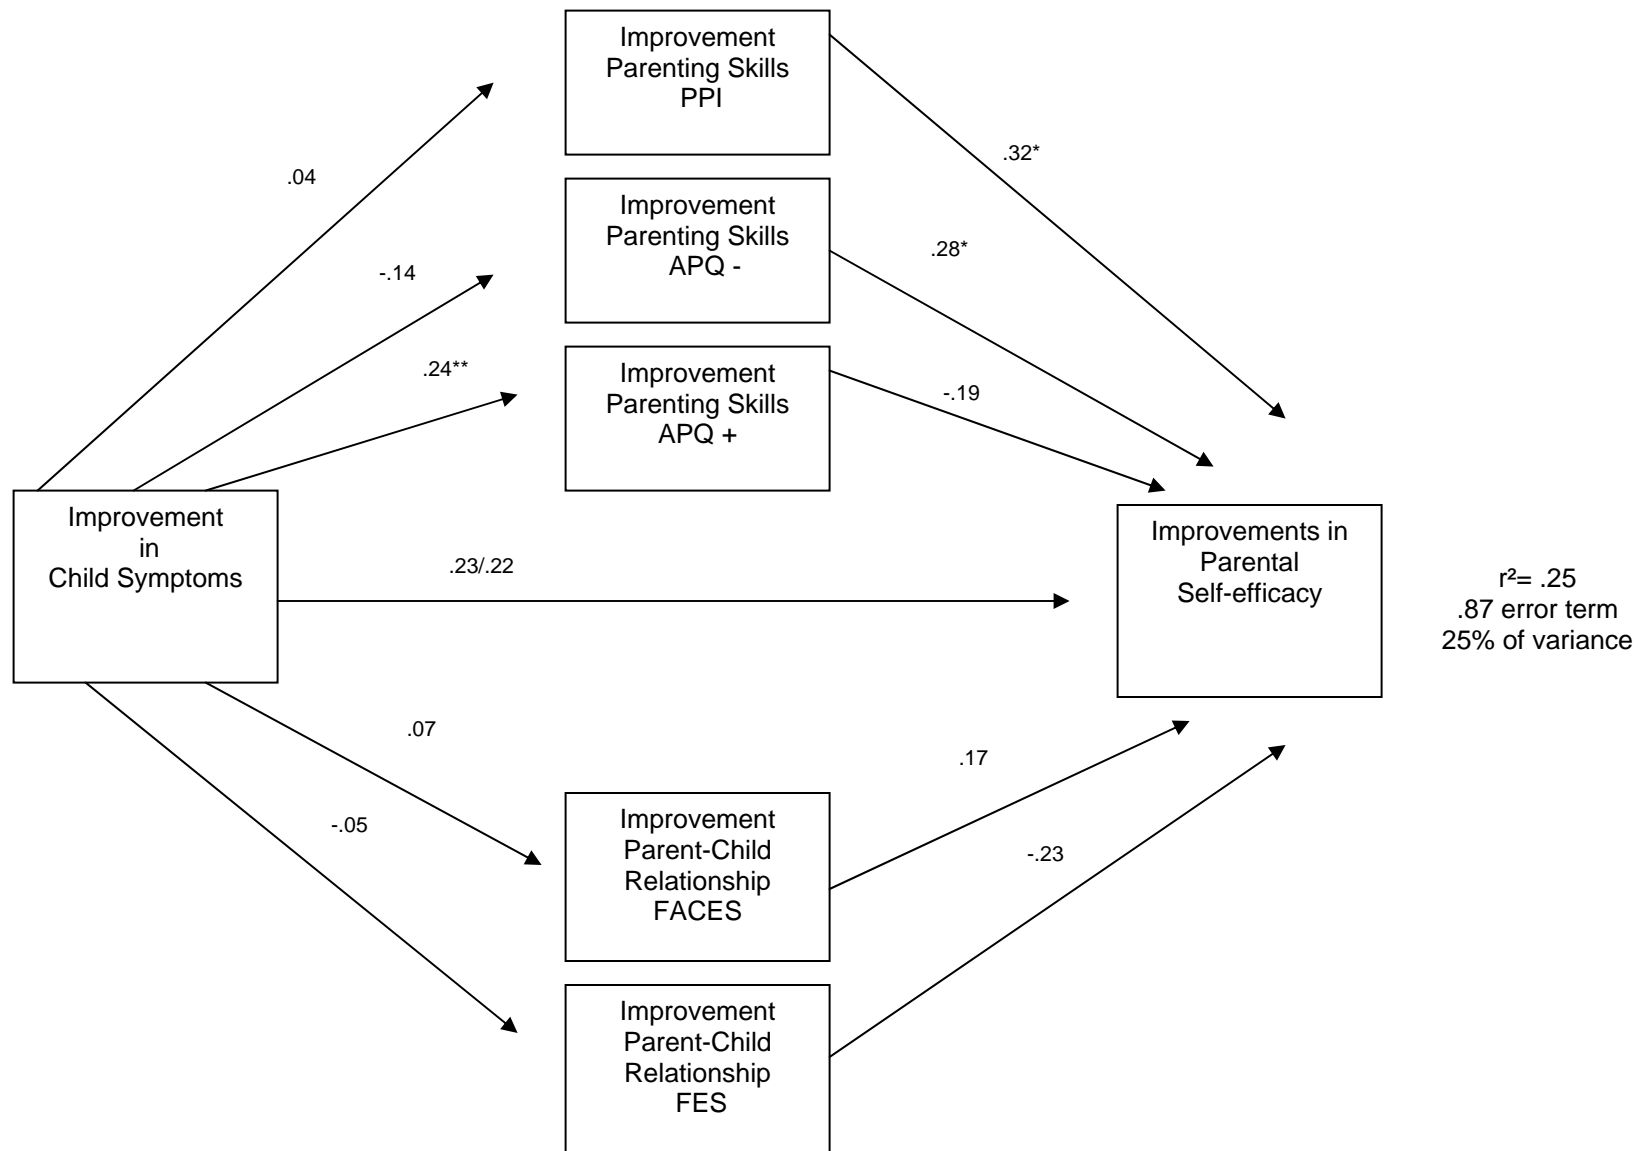 Improvement
Parenting Skills
PPI
.04
.32*
Improvement
Parenting Skills
APQ -
-.14
.28*
Improvement
Parenting Skills
APQ +
.24**
-.19
Improvement
in
Child Symptoms
.23/.22
Improvements in
Parental
Self-efficacy
r²= .25
.87 error term
25% of variance
.07
.17
Improvement
Parent-Child
Relationship
FACES
-.05
-.23
Improvement
Parent-Child
Relationship
FES